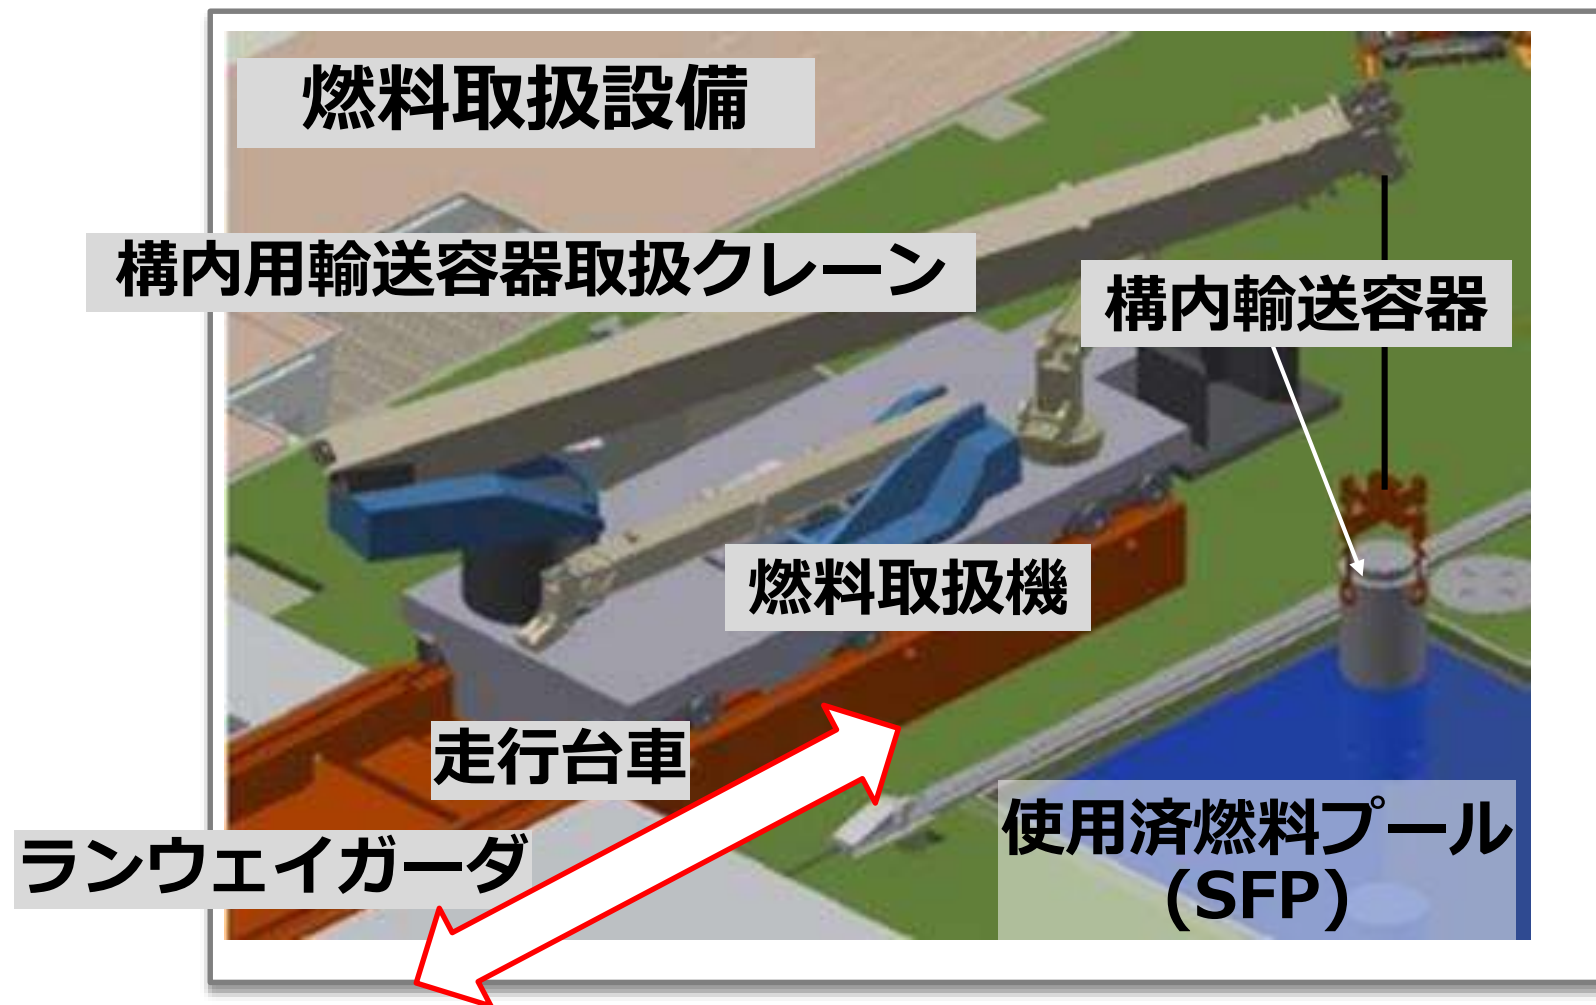 燃料取扱設備
構内用輸送容器取扱クレーン
構内輸送容器
燃料取扱機
走行台車
ランウェイガーダ
使用済燃料プール
(SFP)